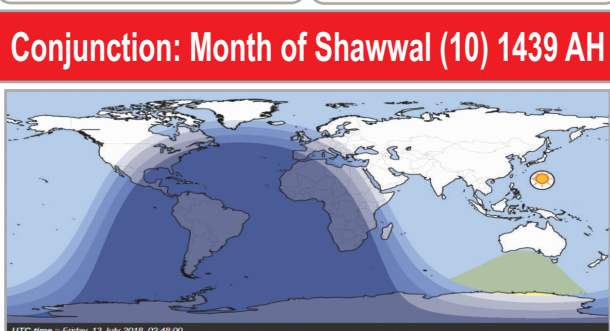 Conjunction: Month of Shawwal (10) 1439 AH
UTC time = Friday, 13 July 2018, 02:48:00